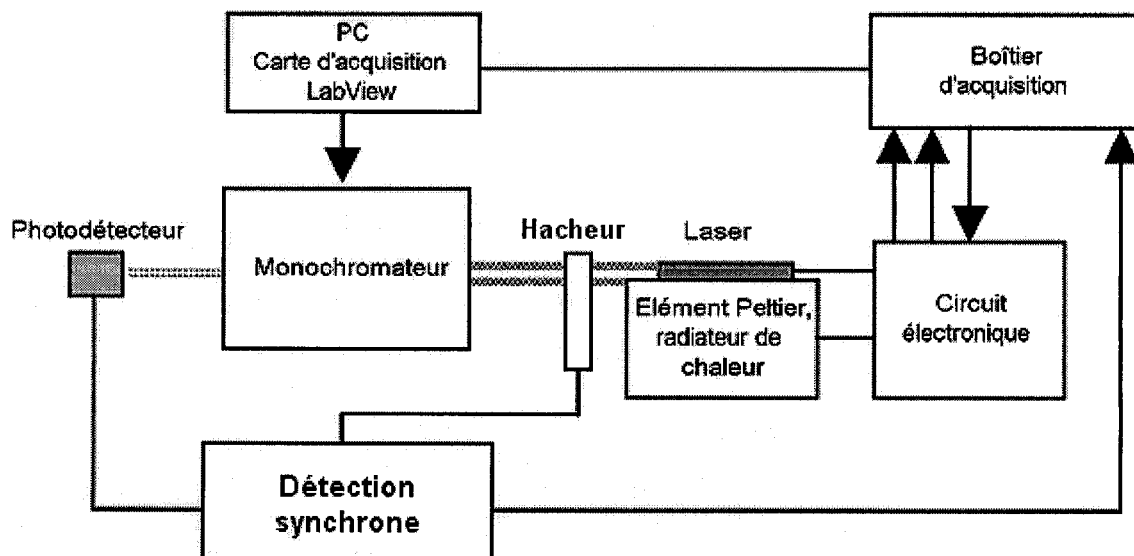 PC
Carte d'acquisition
LabView
Boîtier
d'acquisition
Photodétecteur
Monochromateur
Hacheur
Laser
Elément Peltier,
radiateur de
chaleur
Circuit
électronique
Détection
synchrone